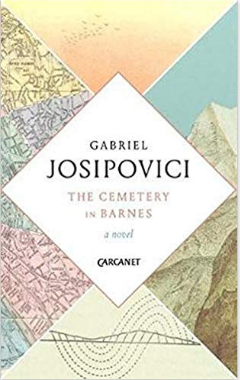 GABRIEL
JOSIPOVICI
THE CEMETERY
IN BARNES
a novel
CARCANET